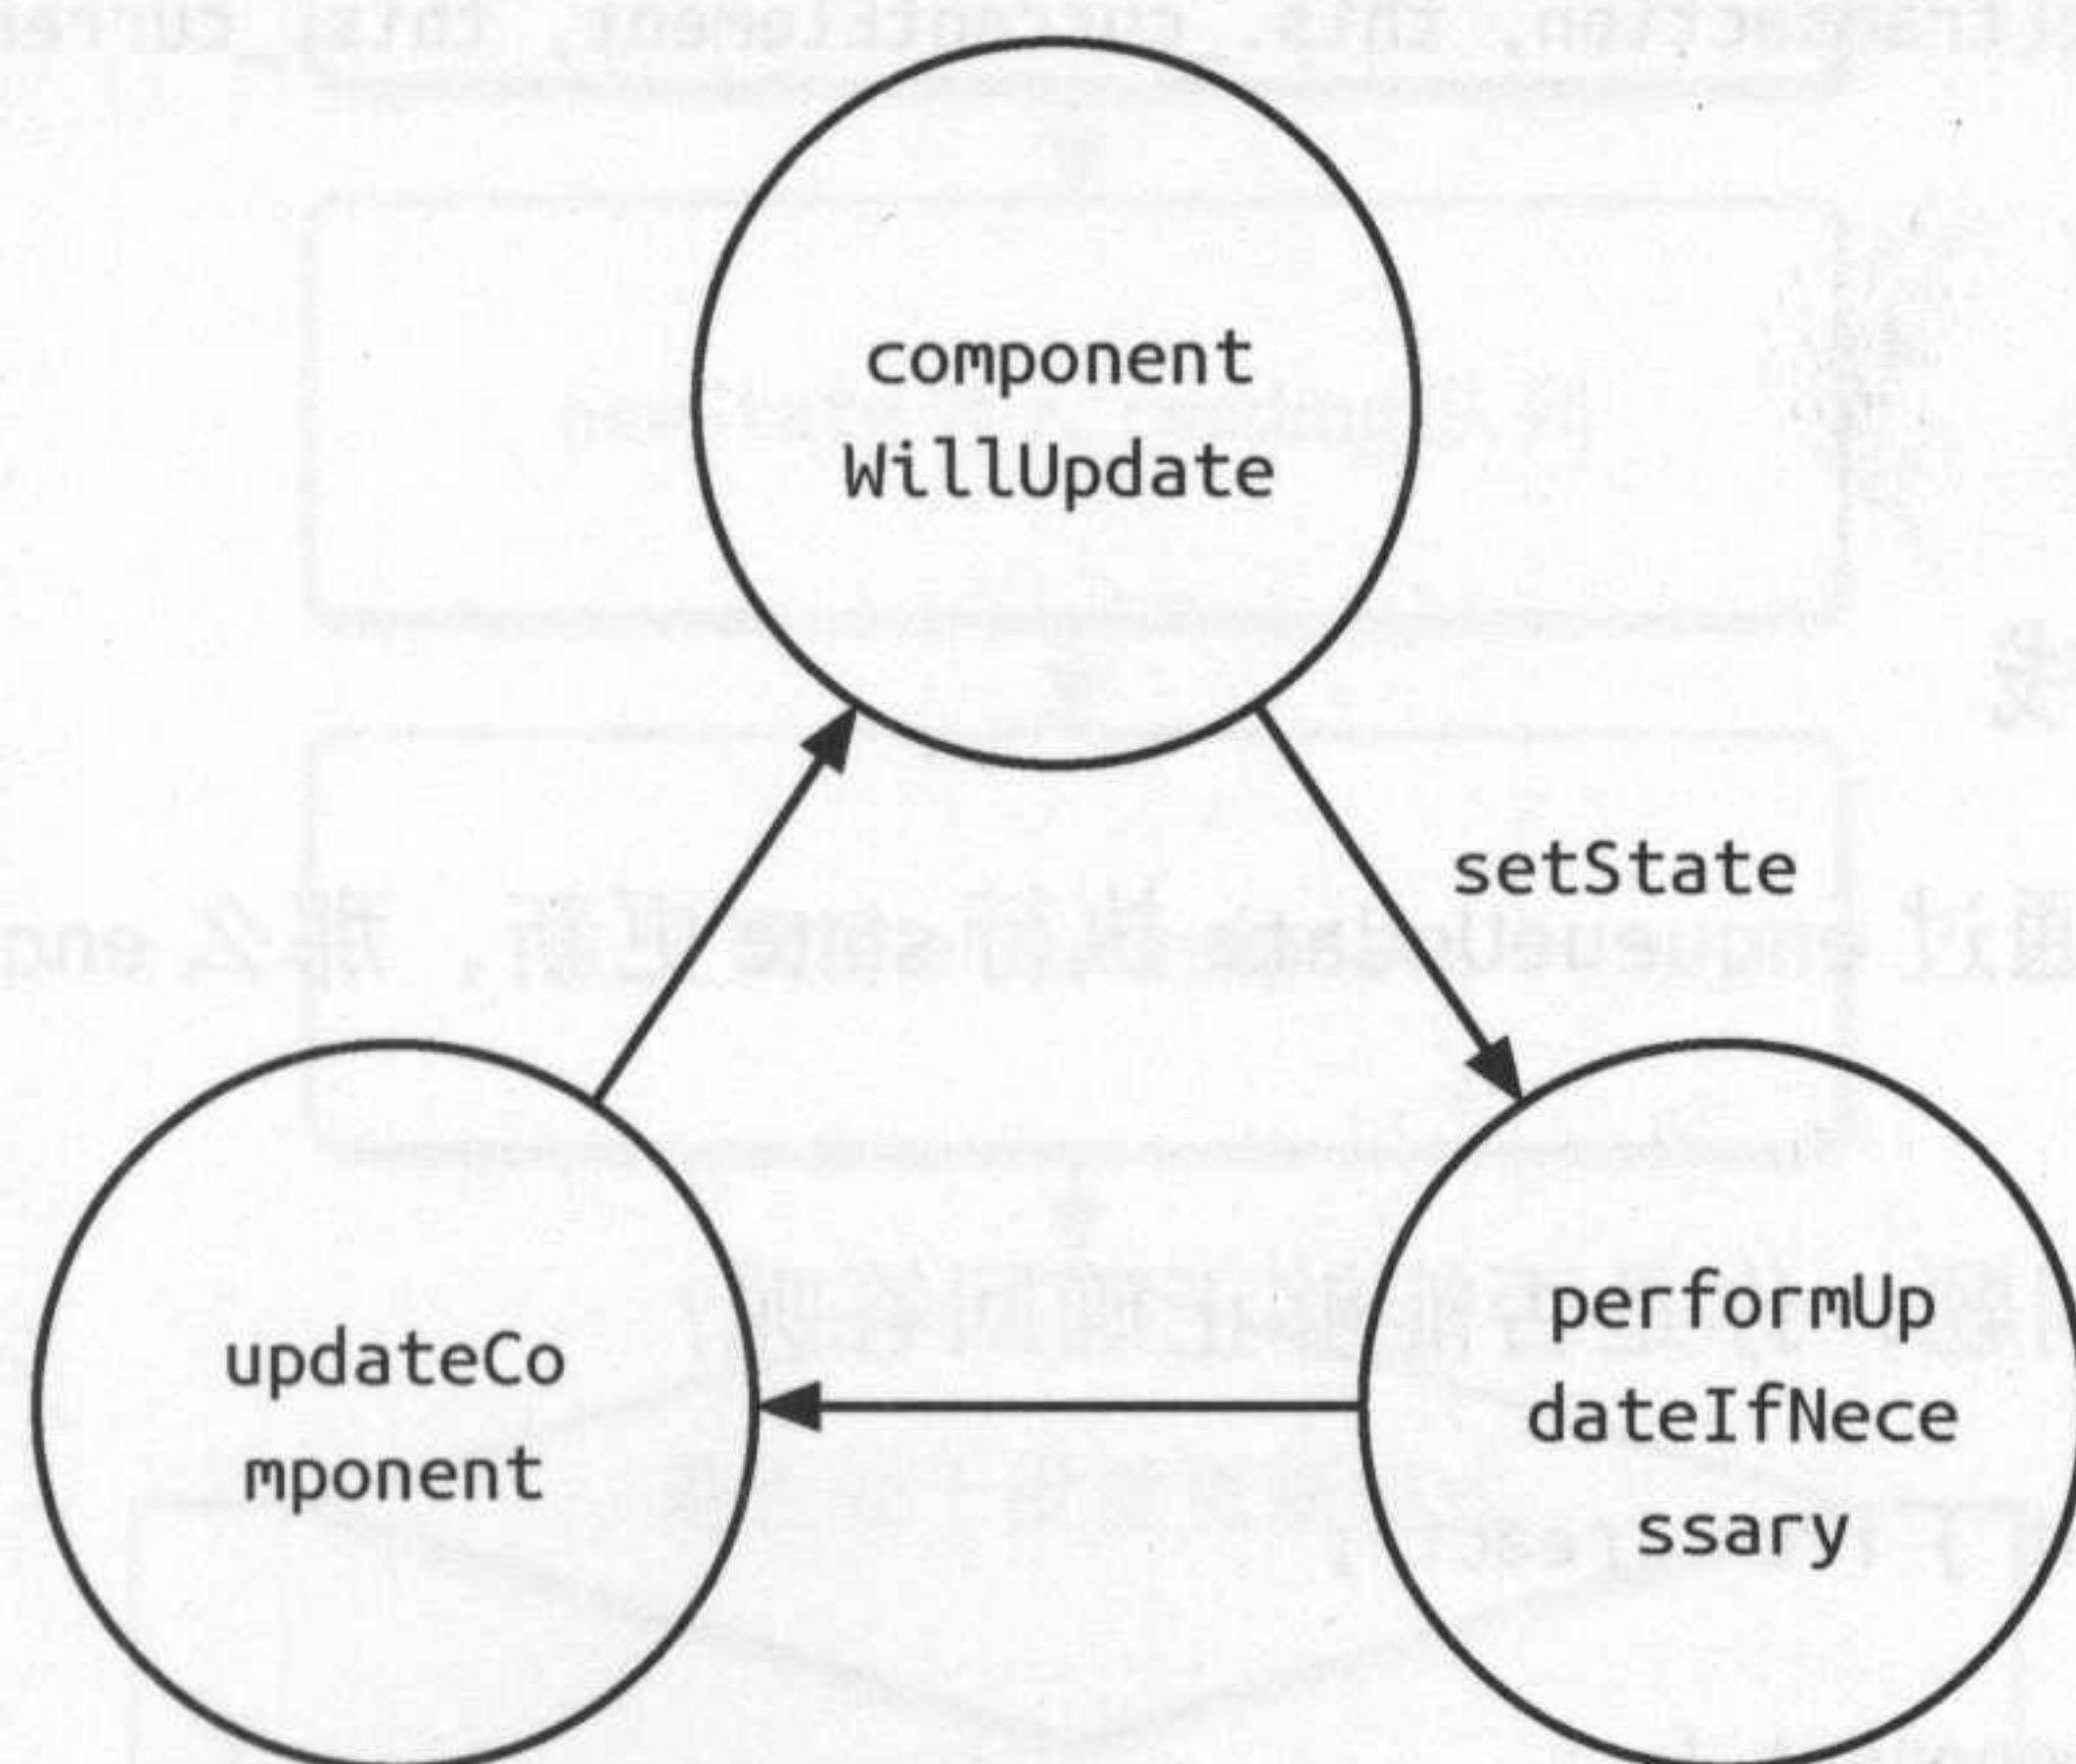 component
WillUpdate
setState
updateCo
mponent
performUp
dateIfNece
ssary